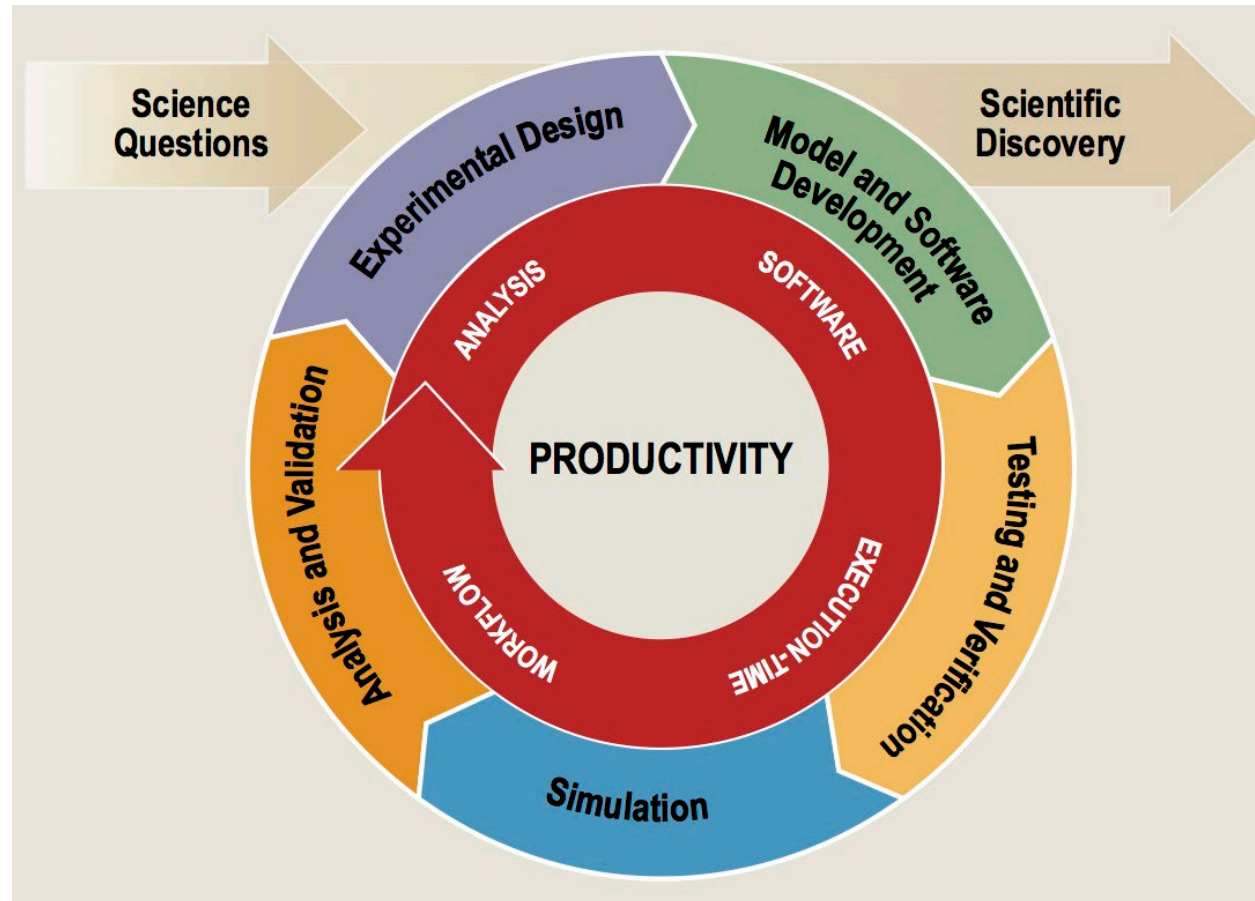 Science
Questions
Scientific
Discovery
Experimental Design
Model and Software
Development
Testing and Verification
Simulation
Analysis and Validation
ANALYSIS
SOFTWARE
EXECUTION-TIME
WORKFLOW
PRODUCTIVITY